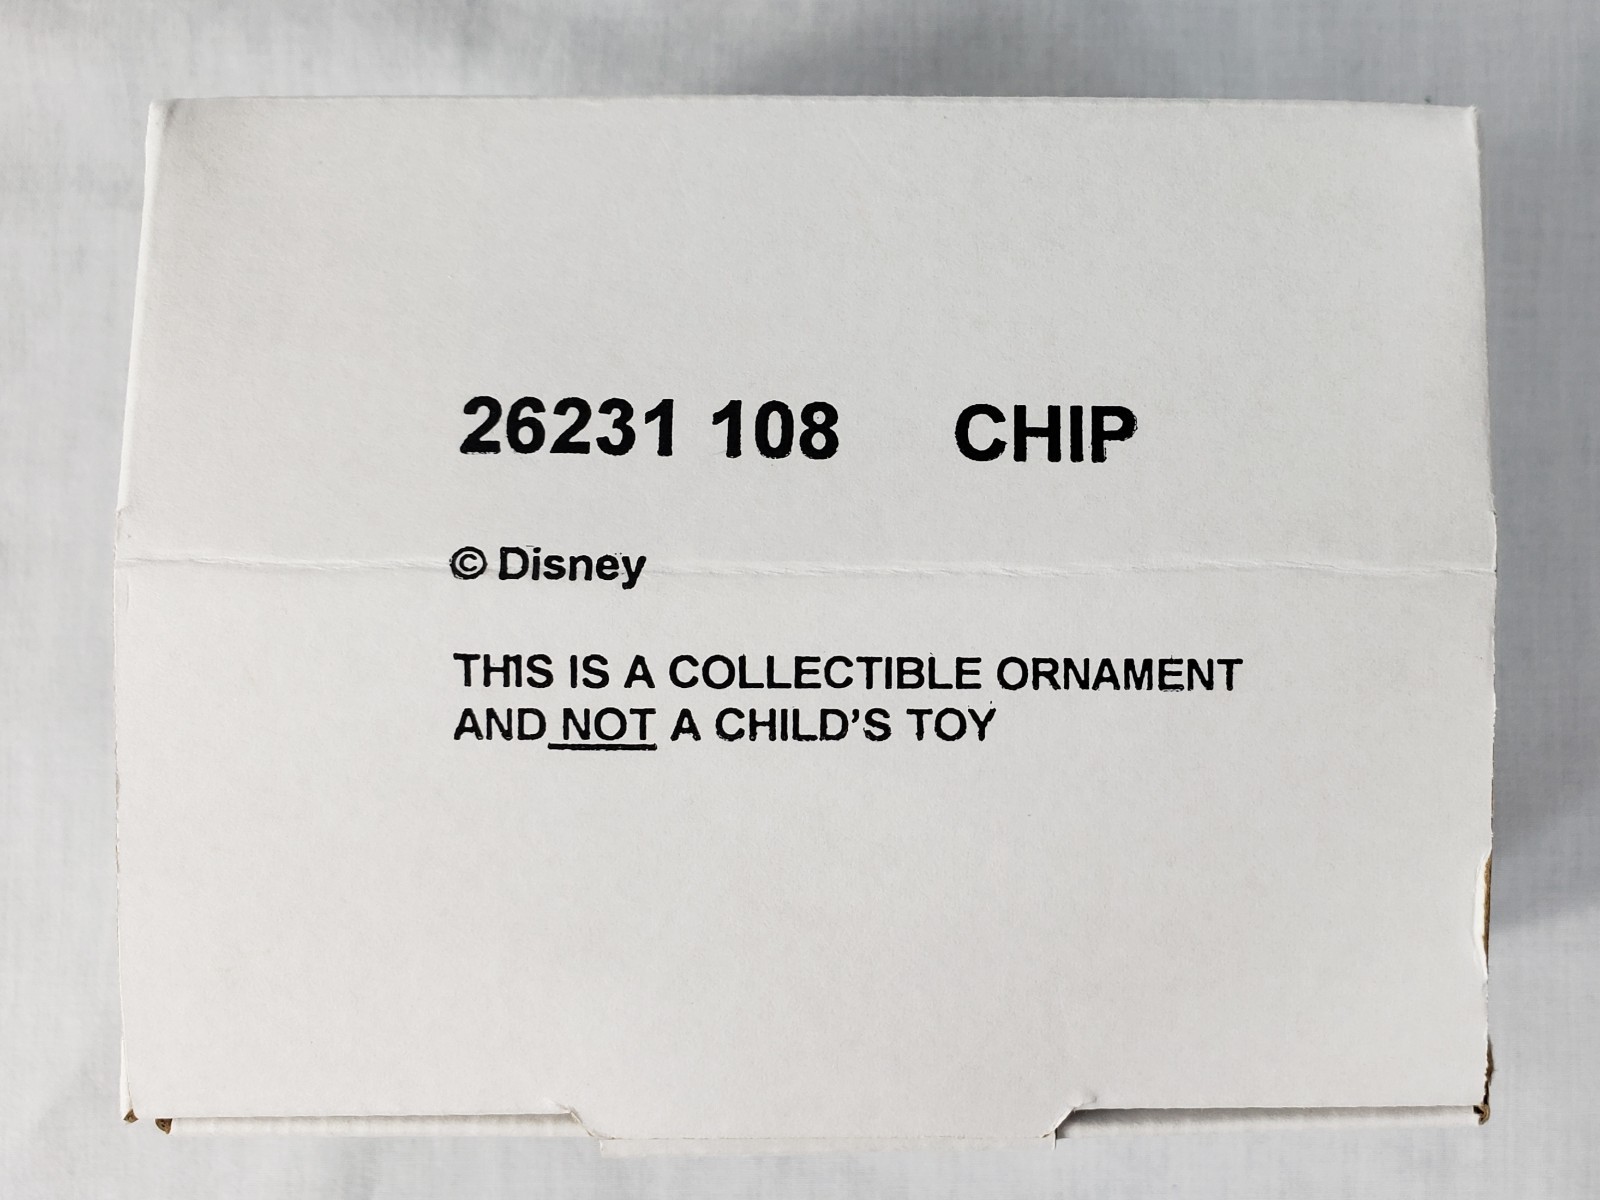 26231 108 CHIP
© Disney
THIS IS A COLLECTIBLE ORNAMENT
AND NOT A CHILD'S TOY